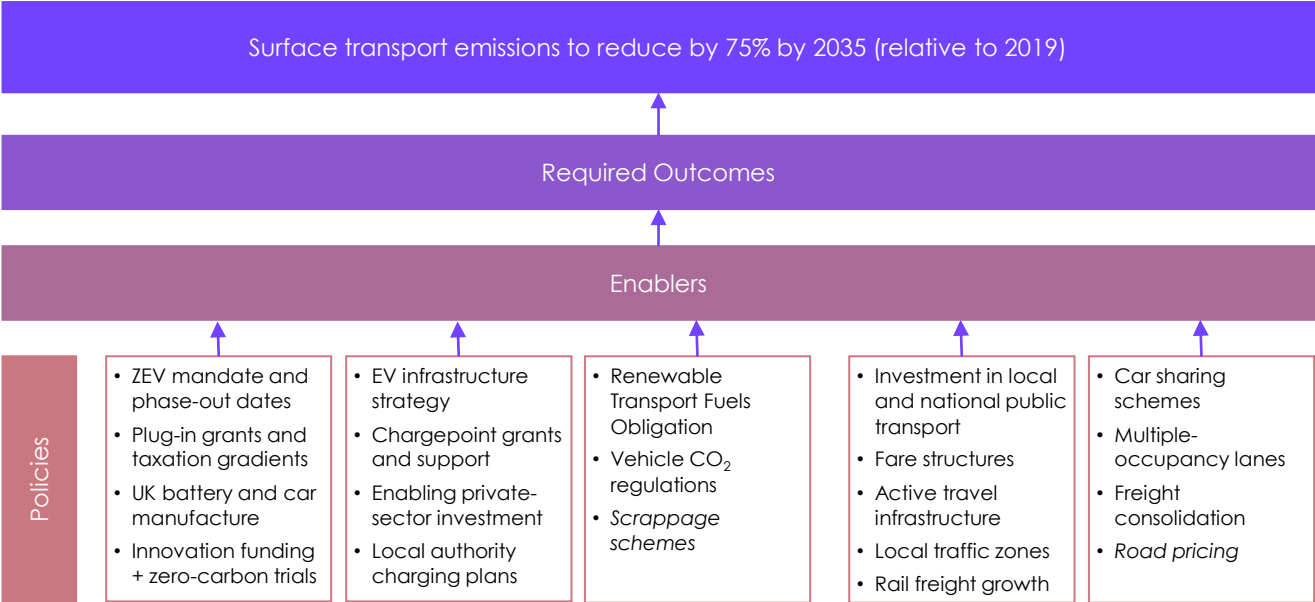 Surface transport emissions to reduce by 75% by 2035 (relative to 2019)
Required Outcomes
Enablers
Policies
• ZEV mandate and
phase-out dates
• Plug-in grants and
taxation gradients
• UK battery and car
manufacture
• Innovation funding
+ zero-carbon trials
• EV infrastructure
strategy
• Chargepoint grants
and support
• Enabling private-
sector investment
• Local authority
charging plans
• Renewable
Transport Fuels
Obligation
• Vehicle CO₂
regulations
• Scrappage
schemes
• Investment in local
and national public
transport
• Fare structures
• Active travel
infrastructure
• Local traffic zones
• Rail freight growth
• Car sharing
schemes
• Multiple-
occupancy lanes
• Freight
consolidation
• Road pricing